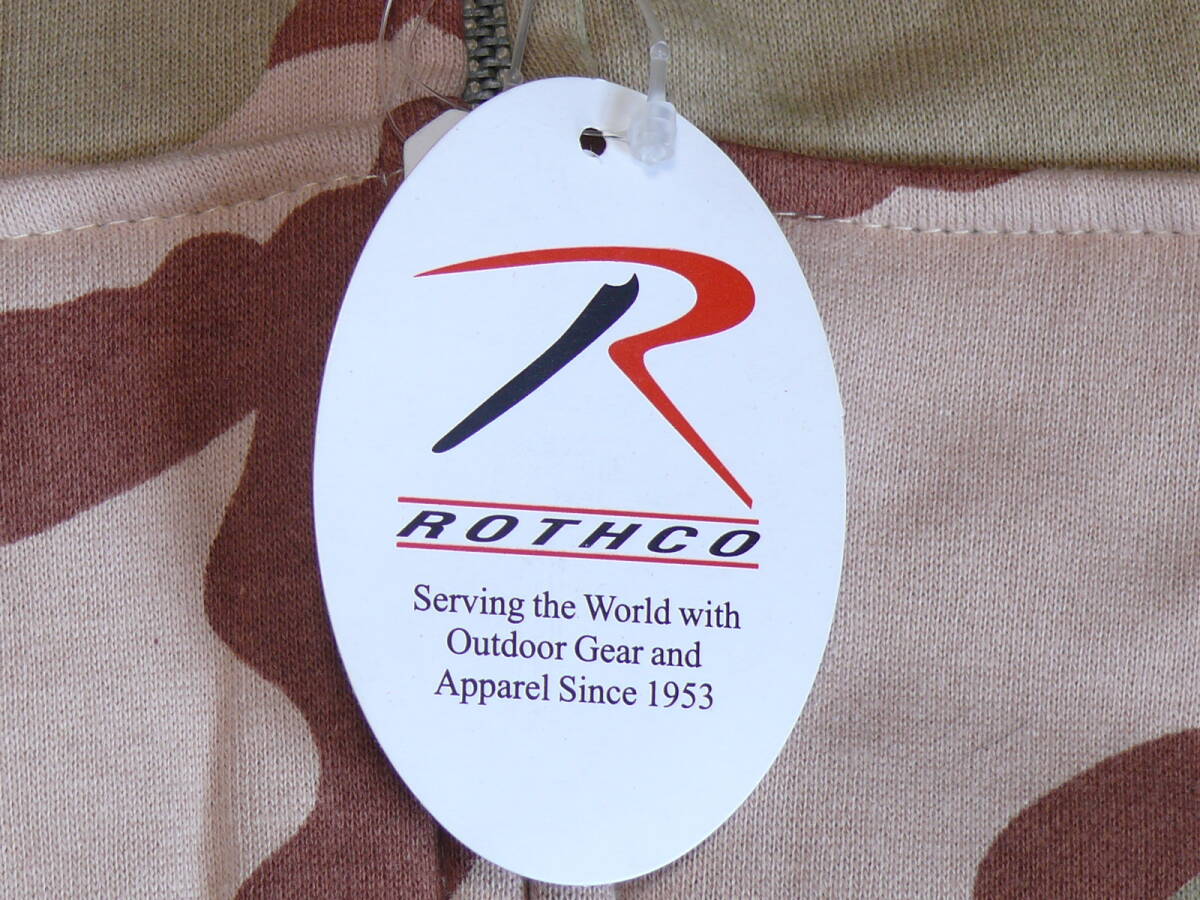 R
ROTHCO
Serving the World with
Outdoor Gear and
Apparel Since 1953